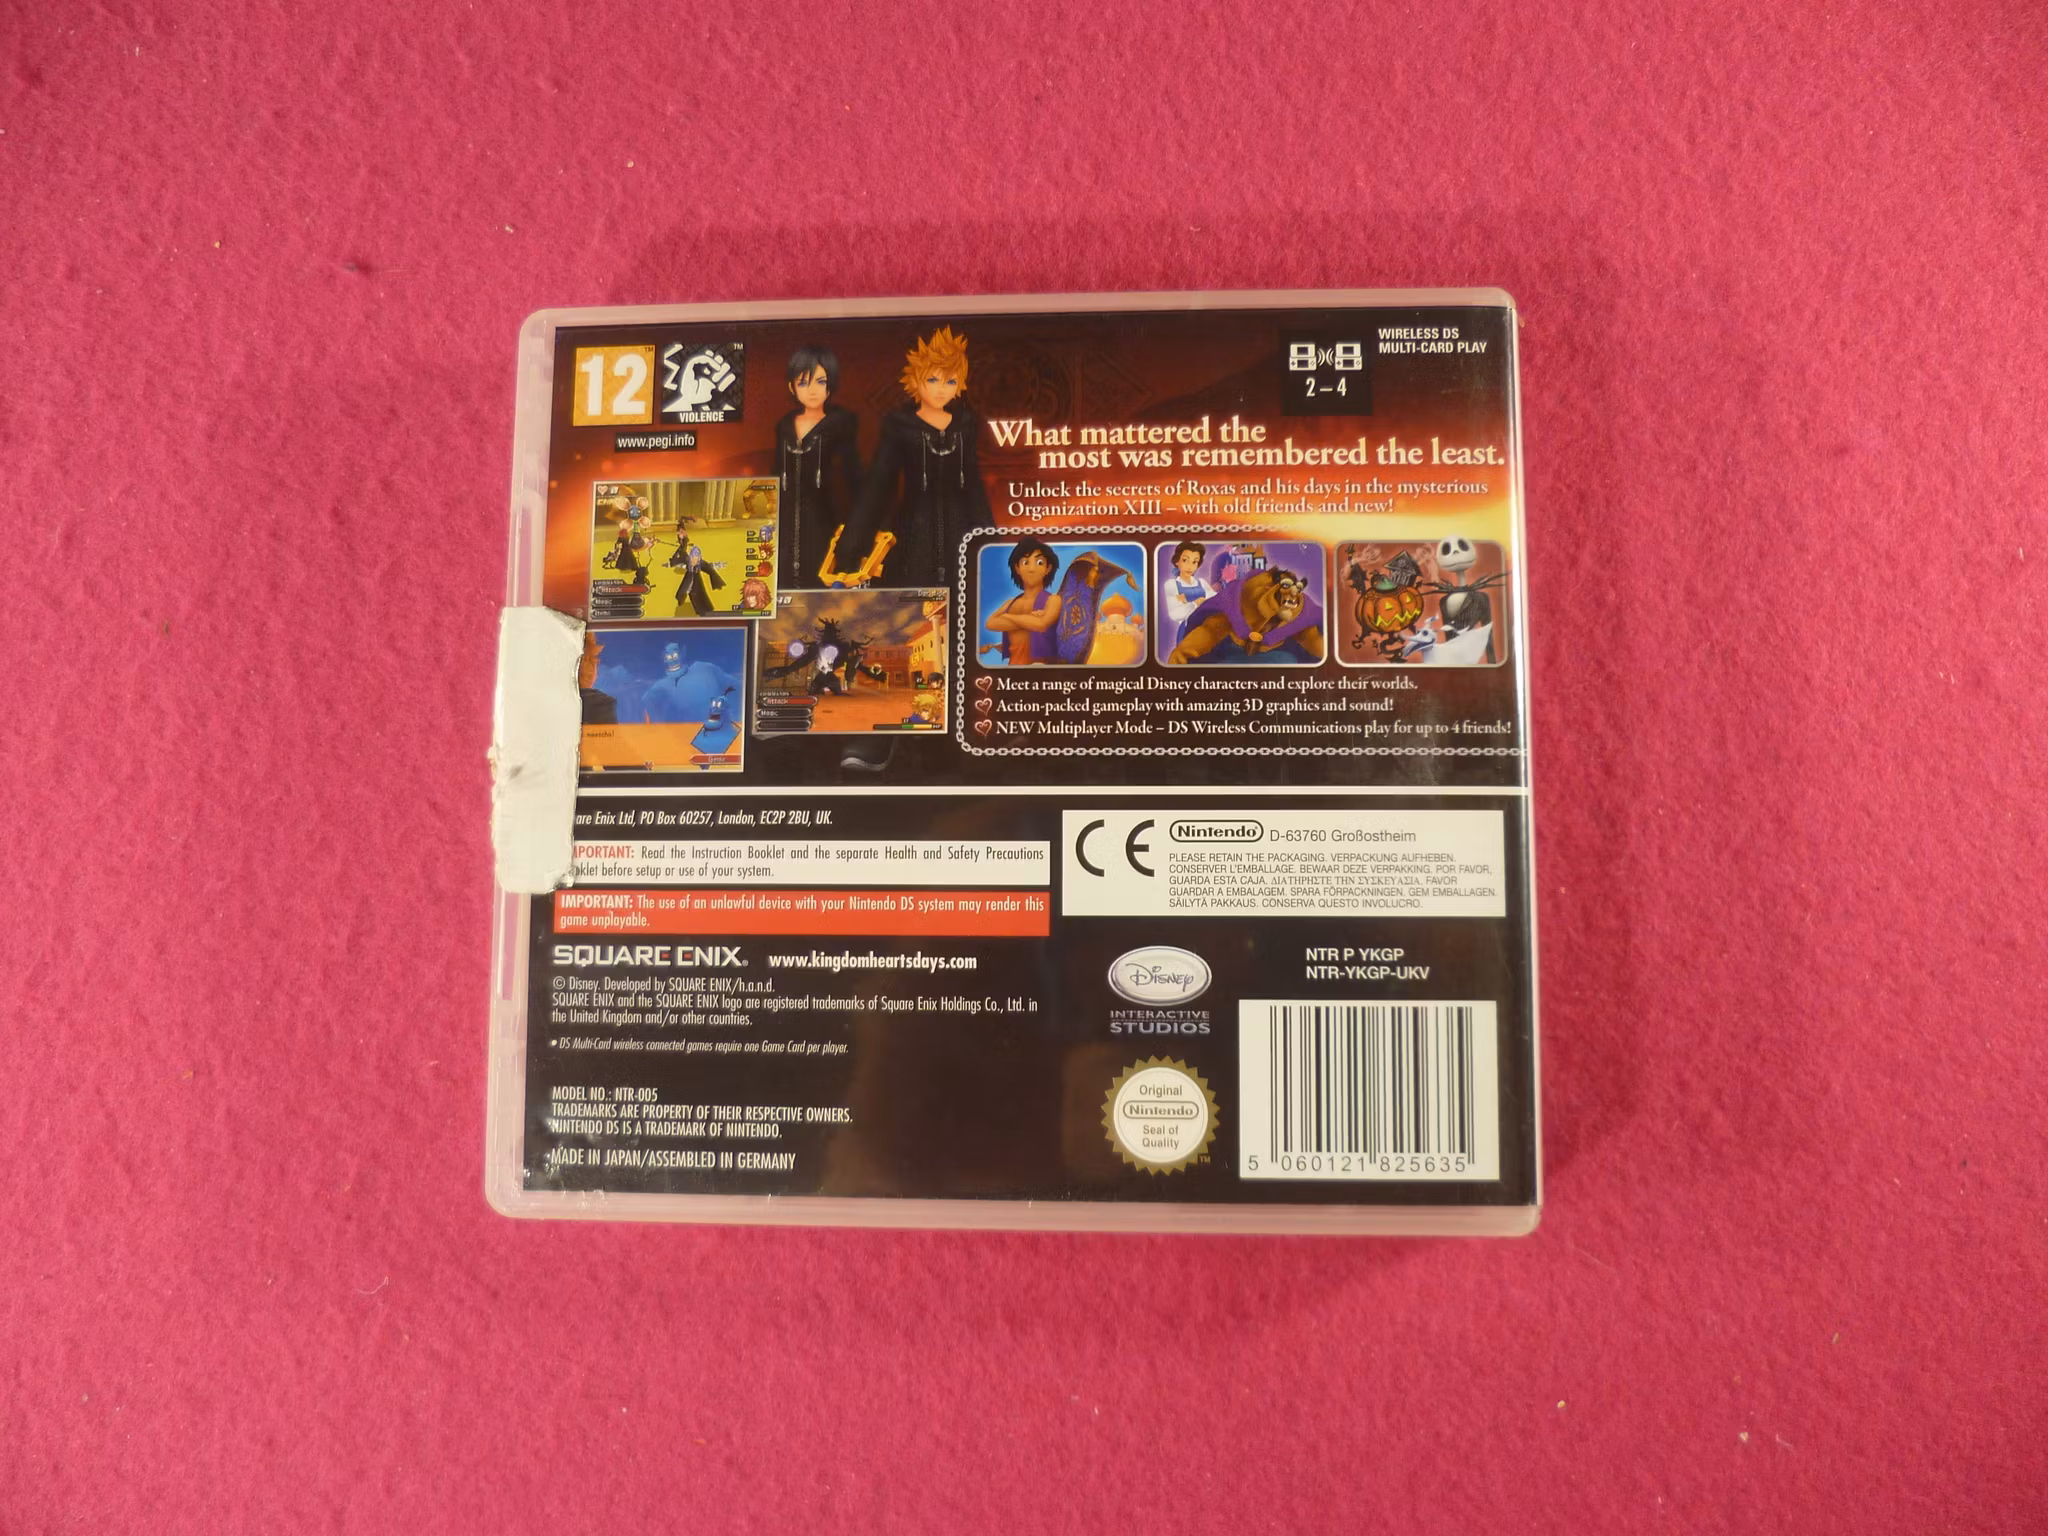 12
™
™
VIOLENCE
www.pegi.info
WIRELESS DS
MULTI-CARD PLAY
2 – 4
What mattered the
most was remembered the least.
Unlock the secrets of Roxas and his days in the mysterious
Organization XIII – with old friends and new!
Meet a range of magical Disney characters and explore their worlds.
Action-packed gameplay with amazing 3D graphics and sound!
NEW Multiplayer Mode – DS Wireless Communications play for up to 4 friends!
are Enix Ltd, PO Box 60257, London, EC2P 2BU, UK.
MPORTANT: Read the Instruction Booklet and the separate Health and Safety Precautions
oklet before setup or use of your system.
IMPORTANT: The use of an unlawful device with your Nintendo DS system may render this
game unplayable.
CE
Nintendo D-63760 Großostheim
PLEASE RETAIN THE PACKAGING. VERPACKUNG AUFHEBEN.
CONSERVER L'EMBALLAGE. BEWAAR DEZE VERPAKKING. POR FAVOR,
GUARDA ESTA CAJA. ΔΙΑΤΗΡΗΣΤΕ ΤΗΝ ΣΥΣΚΕΥΑΣΙΑ. FAVOR
GUARDAR A EMBALAGEM. SPARA FÖRPACKNINGEN. GEM EMBALLAGEN.
SÄILYTÄ PAKKAUS. CONSERVA QUESTO INVOLUCRO.
SQUARE ENIX® www.kingdomheartsdays.com
© Disney. Developed by SQUARE ENIX/h.a.n.d.
SQUARE ENIX and the SQUARE ENIX logo are registered trademarks of Square Enix Holdings Co., Ltd. in
the United Kingdom and/or other countries.
• DS Multi-Card wireless connected games require one Game Card per player.
MODEL NO.: NTR-005
TRADEMARKS ARE PROPERTY OF THEIR RESPECTIVE OWNERS.
NINTENDO DS IS A TRADEMARK OF NINTENDO.
MADE IN JAPAN/ASSEMBLED IN GERMANY
Disney
INTERACTIVE
STUDIOS
Original
Nintendo
Seal of
Quality
™
NTR P YKGP
NTR-YKGP-UKV
5 060121 825635